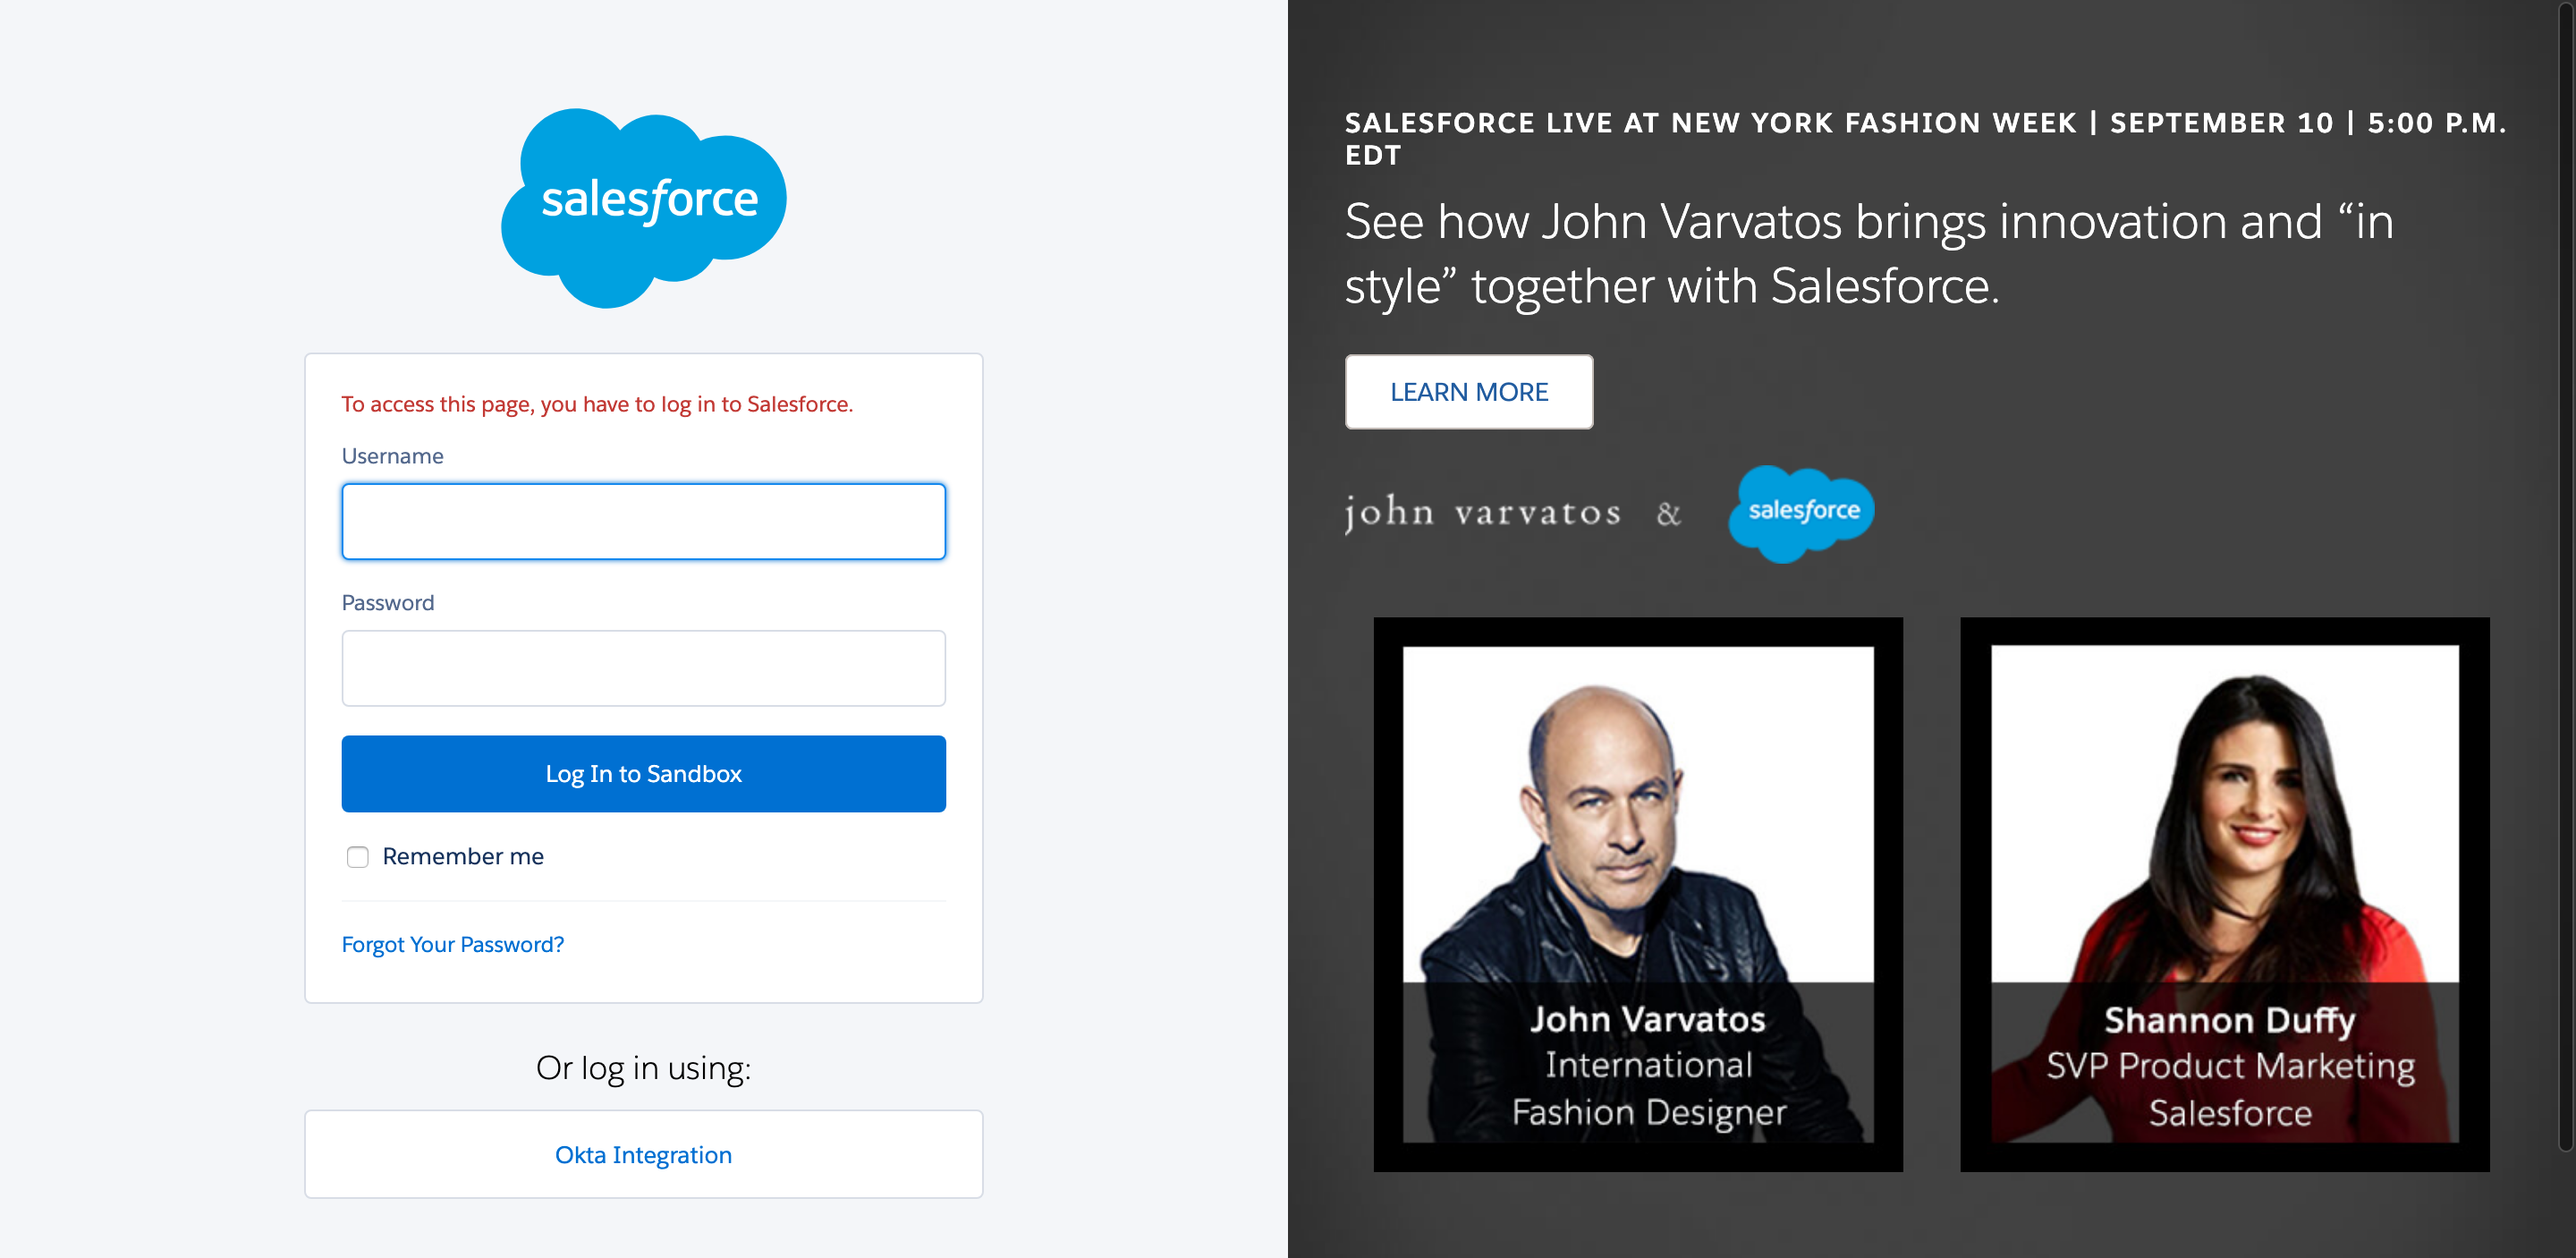 salesforce
To access this page, you have to log in to Salesforce.
Username
Password
Log In to Sandbox
Remember me
Forgot Your Password?
Or log in using:
Okta Integration
SALESFORCE LIVE AT NEW YORK FASHION WEEK | SEPTEMBER 10 | 5:00 P.M.
EDT
See how John Varvatos brings innovation and “in
style” together with Salesforce.
LEARN MORE
john varvatos & salesforce
John Varvatos
International
Fashion Designer
Shannon Duffy
SVP Product Marketing
Salesforce